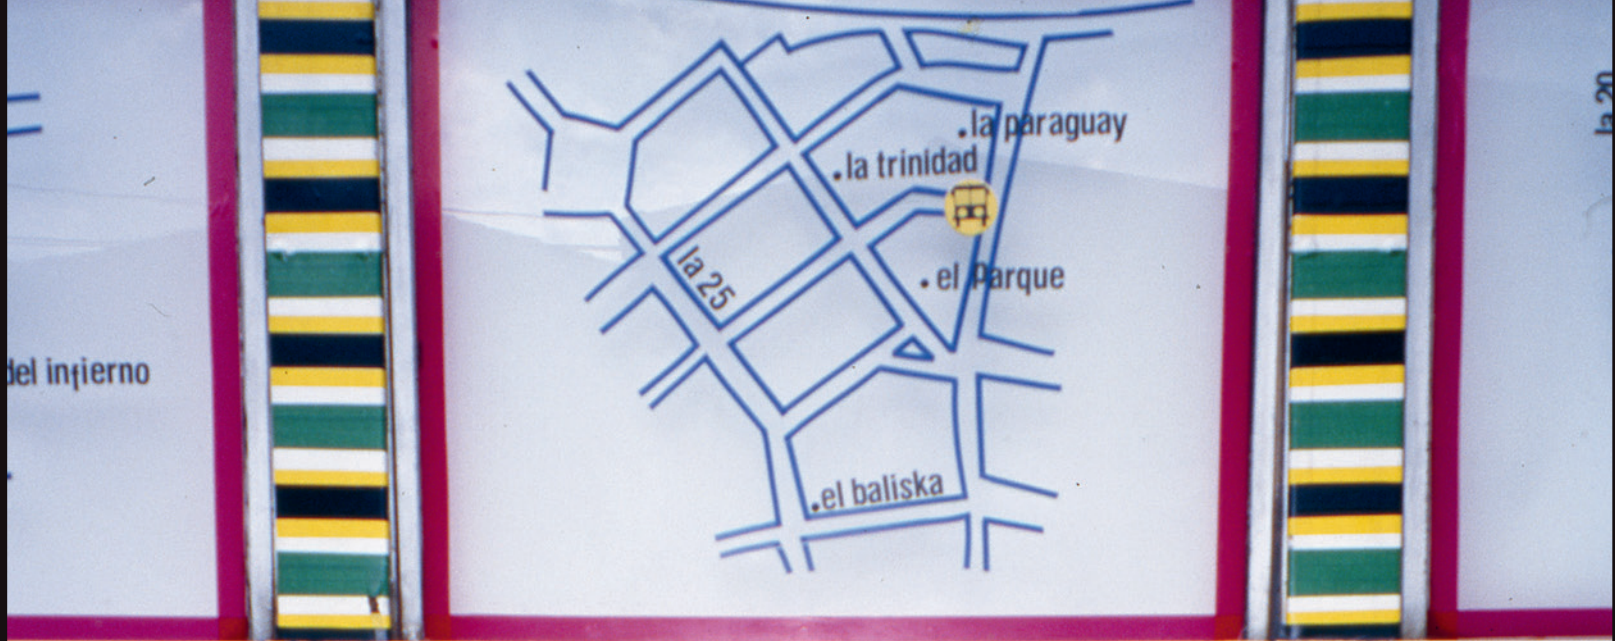 .la paraguay
.la trinidad
la 25
.el Parque
del infierno
.el baliska
la 20